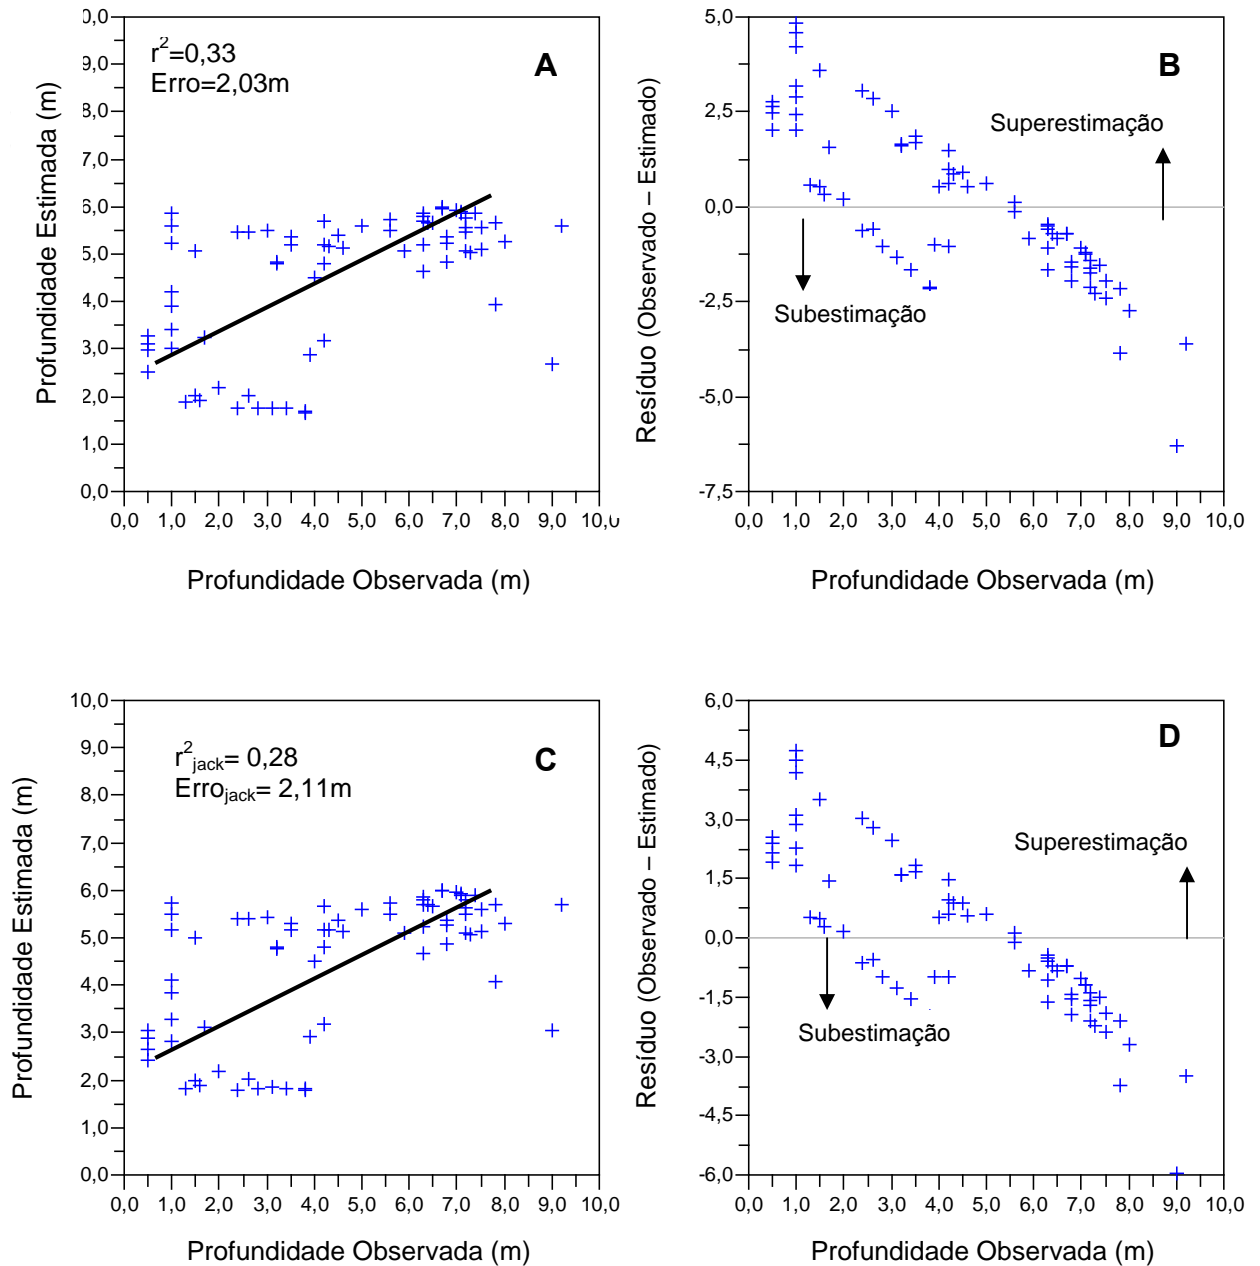 r2=0,33
Erro=2,03m
A
Profundidade Estimada (m)
0,0
9,0
8,0
7,0
6,0
5,0
4,0
3,0
2,0
1,0
0,0
0,0 1,0 2,0 3,0 4,0 5,0 6,0 7,0 8,0 9,0 10,0
Profundidade Observada (m)
B
Superestimação
Subestimação
Resíduo (Observado – Estimado)
5,0
2,5
0,0
-2,5
-5,0
-7,5
0,0 1,0 2,0 3,0 4,0 5,0 6,0 7,0 8,0 9,0 10,0
Profundidade Observada (m)
r2jack= 0,28
Errojack= 2,11m
C
Profundidade Estimada (m)
10,0
9,0
8,0
7,0
6,0
5,0
4,0
3,0
2,0
1,0
0,0
0,0 1,0 2,0 3,0 4,0 5,0 6,0 7,0 8,0 9,0 10,0
Profundidade Observada (m)
D
Superestimação
Subestimação
Resíduo (Observado – Estimado)
6,0
4,5
3,0
1,5
0,0
-1,5
-3,0
-4,5
-6,0
0,0 1,0 2,0 3,0 4,0 5,0 6,0 7,0 8,0 9,0 10,0
Profundidade Observada (m)